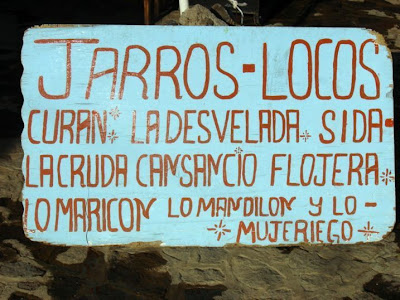 JARROS-LOCOS
CURAN* LA DESVELADA* SIDA-
LA CRUDA CANSANCIO FLOJERA*
LO MARICON LO MANDILON Y LO-
*MUJERIEGO*